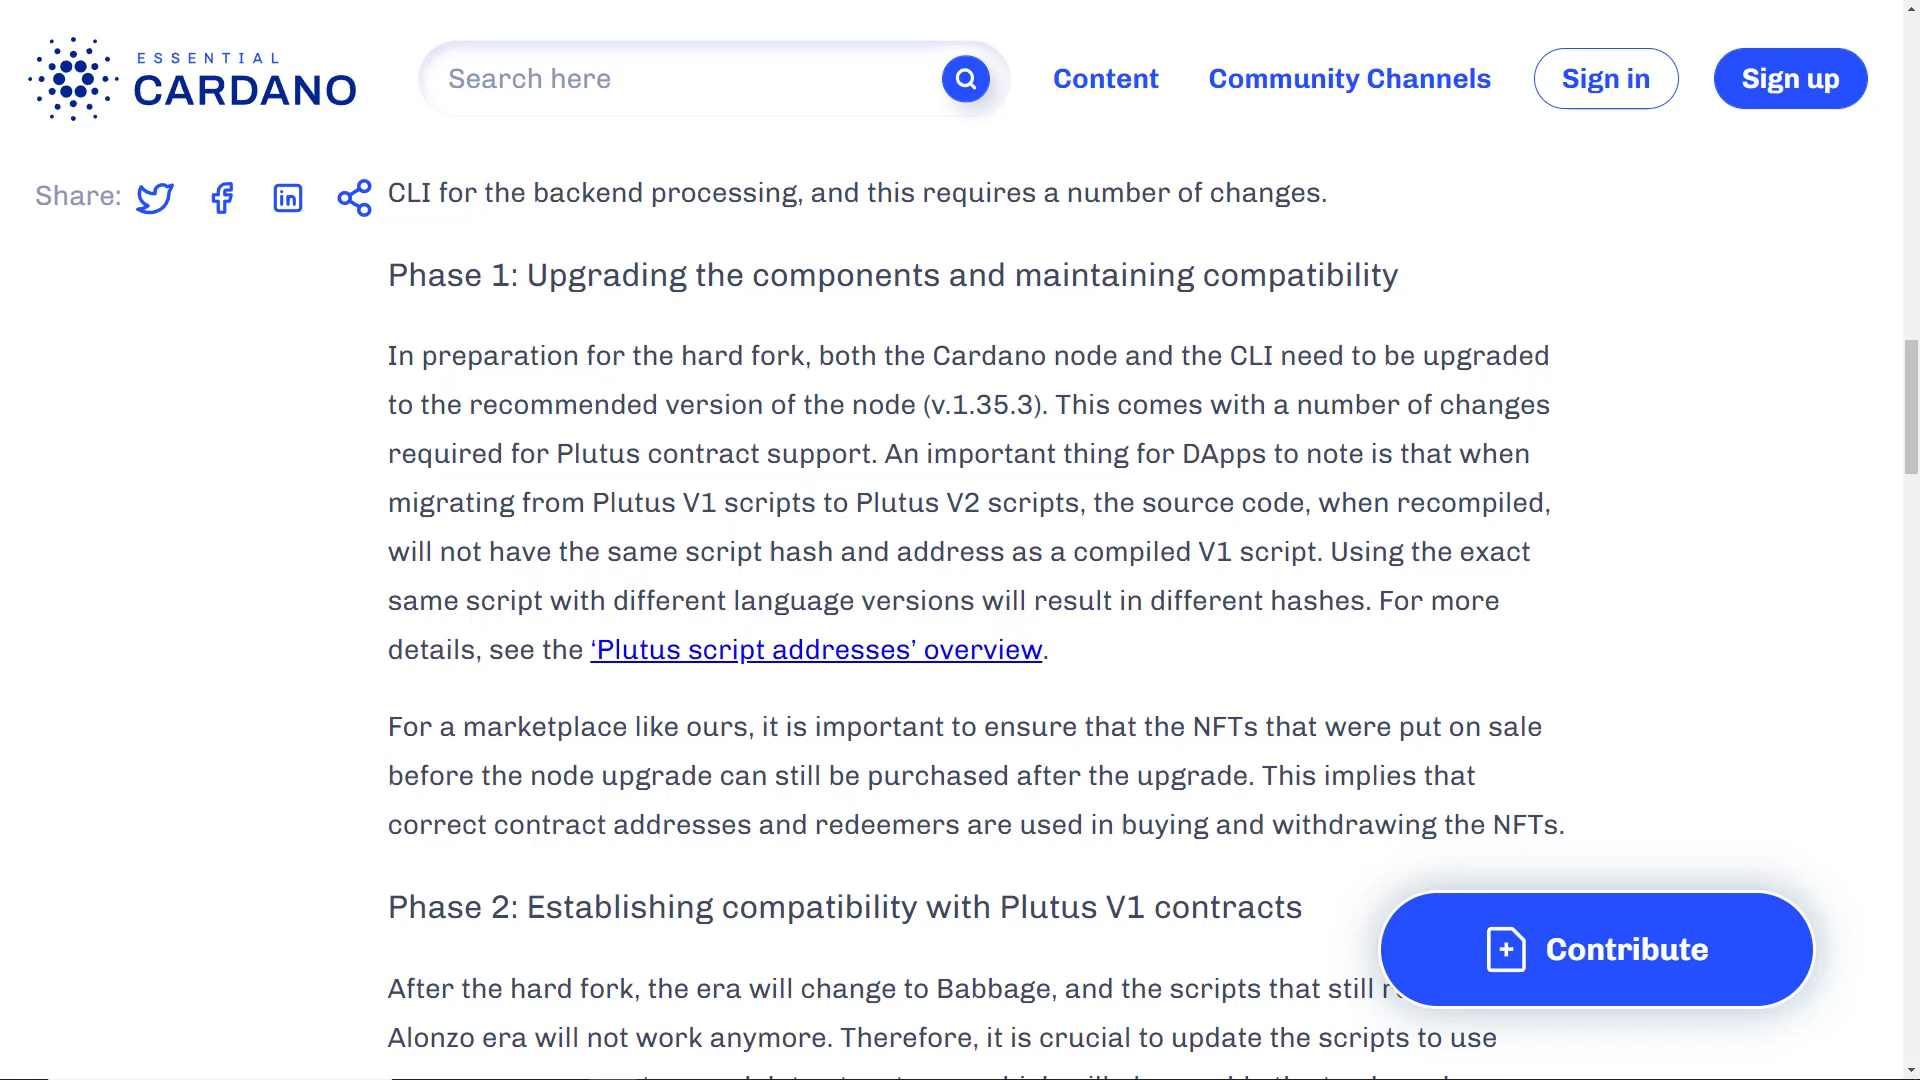 ESSENTIAL
CARDANO
Search here
Content
Community Channels
Sign in
Sign up
Share:
CLI for the backend processing, and this requires a number of changes.
Phase 1: Upgrading the components and maintaining compatibility
In preparation for the hard fork, both the Cardano node and the CLI need to be upgraded
to the recommended version of the node (v.1.35.3). This comes with a number of changes
required for Plutus contract support. An important thing for DApps to note is that when
migrating from Plutus V1 scripts to Plutus V2 scripts, the source code, when recompiled,
will not have the same script hash and address as a compiled V1 script. Using the exact
same script with different language versions will result in different hashes. For more
details, see the ‘Plutus script addresses’ overview.
For a marketplace like ours, it is important to ensure that the NFTs that were put on sale
before the node upgrade can still be purchased after the upgrade. This implies that
correct contract addresses and redeemers are used in buying and withdrawing the NFTs.
Phase 2: Establishing compatibility with Plutus V1 contracts
Contribute
After the hard fork, the era will change to Babbage, and the scripts that still
Alonzo era will not work anymore. Therefore, it is crucial to update the scripts to use